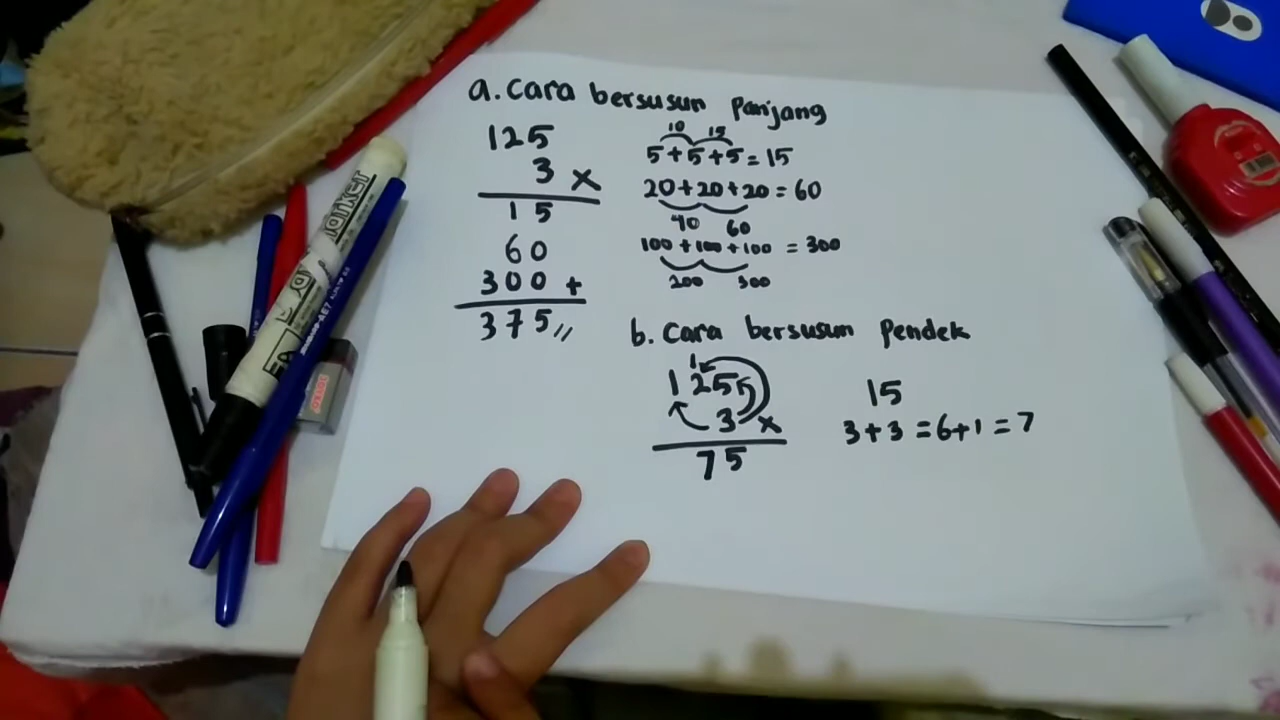 a. Cara bersusun Panjang
125
3 x
15
60
300 +
375 //
10 15
5+5+5 = 15
20+20+20 = 60
40 60
100 + 100 + 100 = 300
200 300
b. Cara bersusun Pendek
1
1255
3 x
75
15
3+3 = 6+1 = 7